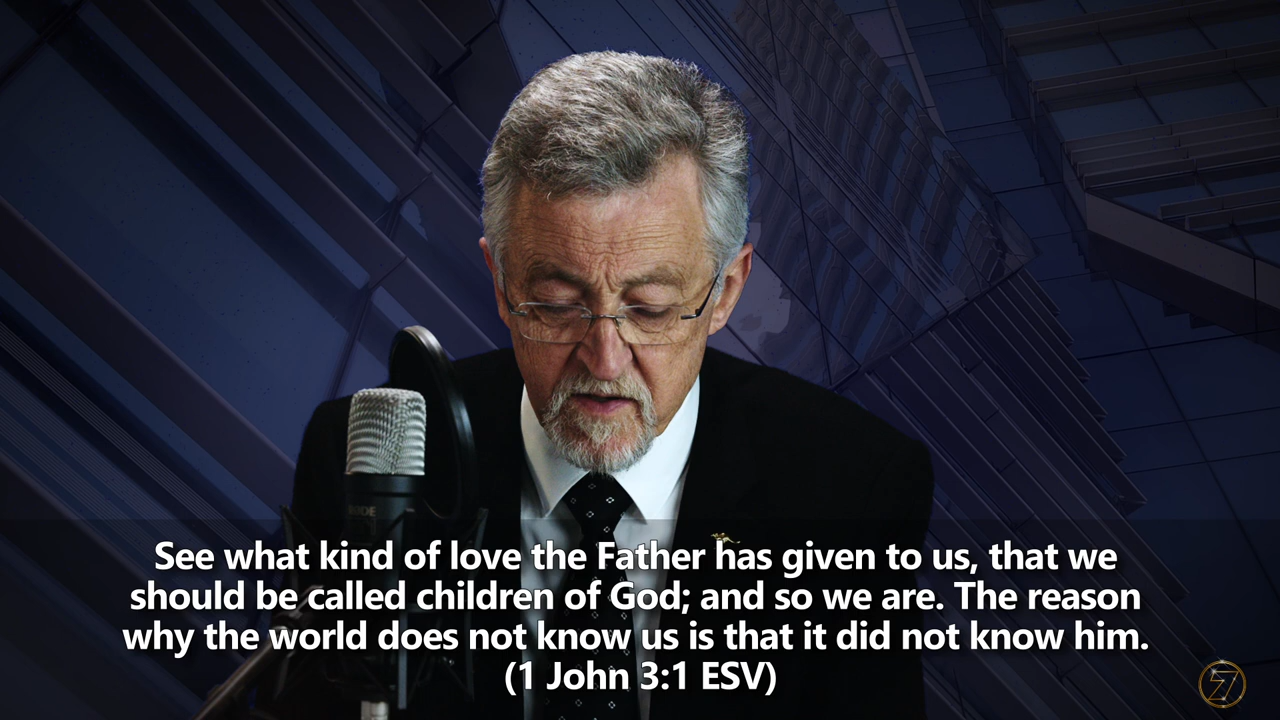 RODE
See what kind of love the Father has given to us, that we
should be called children of God; and so we are. The reason
why the world does not know us is that it did not know him.
(1 John 3:1 ESV)